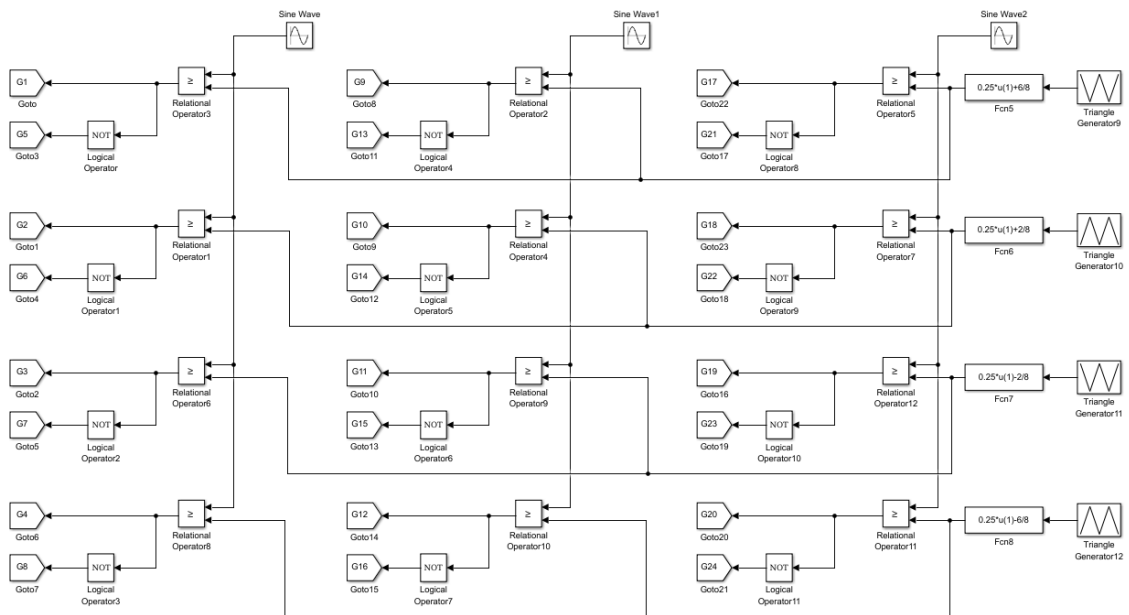 Sine Wave
Sine Wave1
Sine Wave2
G1
Goto
≥
Relational
Operator3
G9
Goto8
≥
Relational
Operator2
G17
Goto22
≥
Relational
Operator5
0.25*u(1)+6/8
Fcn5
Triangle
Generator9
G5
Goto3
NOT
Logical
Operator
G13
Goto11
NOT
Logical
Operator4
G21
Goto17
NOT
Logical
Operator8
G2
Goto1
≥
Relational
Operator1
G10
Goto9
≥
Relational
Operator4
G18
Goto23
≥
Relational
Operator7
0.25*u(1)+2/8
Fcn6
Triangle
Generator10
G6
Goto4
NOT
Logical
Operator1
G14
Goto12
NOT
Logical
Operator5
G22
Goto18
NOT
Logical
Operator9
G3
Goto2
≥
Relational
Operator6
G11
Goto10
≥
Relational
Operator9
G19
Goto16
≥
Relational
Operator12
0.25*u(1)-2/8
Fcn7
Triangle
Generator11
G7
Goto5
NOT
Logical
Operator2
G15
Goto13
NOT
Logical
Operator6
G23
Goto19
NOT
Logical
Operator10
G4
Goto6
≥
Relational
Operator8
G12
Goto14
≥
Relational
Operator10
G20
Goto20
≥
Relational
Operator11
0.25*u(1)-6/8
Fcn8
Triangle
Generator12
G8
Goto7
NOT
Logical
Operator3
G16
Goto15
NOT
Logical
Operator7
G24
Goto21
NOT
Logical
Operator11